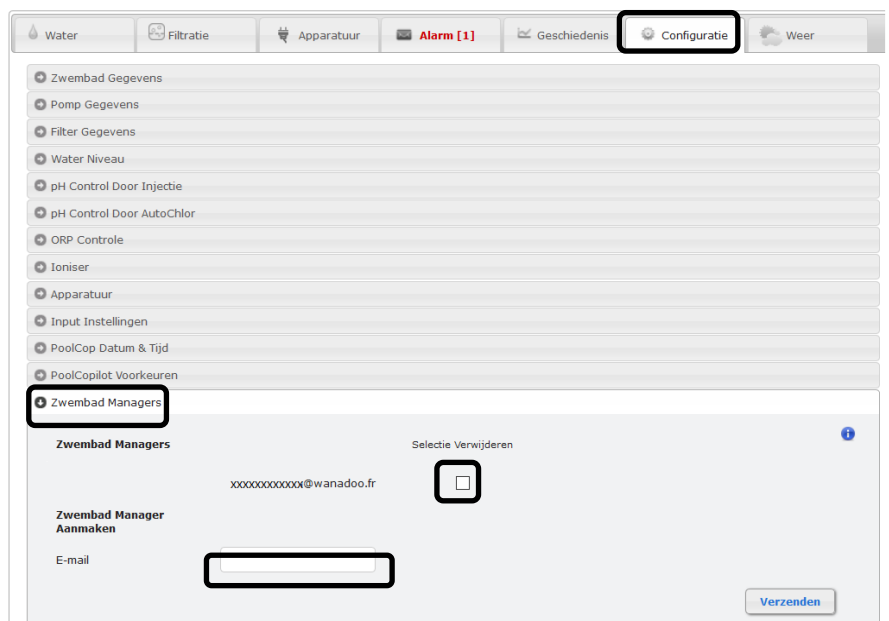 Water Filtratie Apparatuur Alarm [1] Geschiedenis Configuratie Weer
Zwembad Gegevens
Pomp Gegevens
Filter Gegevens
Water Niveau
pH Control Door Injectie
pH Control Door AutoChlor
ORP Controle
Ioniser
Apparatuur
Input Instellingen
PoolCop Datum & Tijd
PoolCopilot Voorkeuren
Zwembad Managers
Zwembad Managers Selectie Verwijderen
xxxxxxxxxxxx@wanadoo.fr
Zwembad Manager
Aanmaken
E-mail
Verzenden